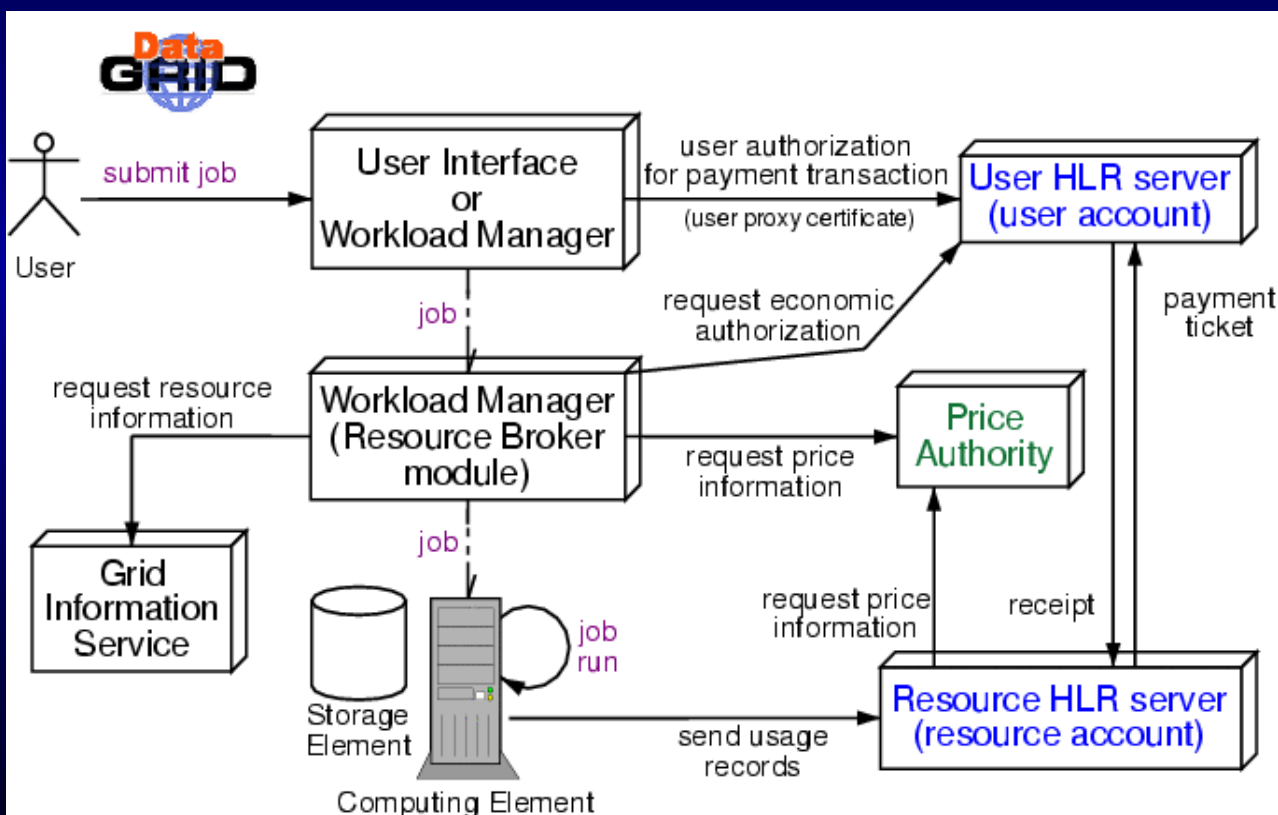 Data
GRID
submit job
User
User Interface
or
Workload Manager
user authorization
for payment transaction
(user proxy certificate)
User HLR server
(user account)
job
request economic
authorization
payment
ticket
request resource
information
Workload Manager
(Resource Broker
module)
request price
information
Price
Authority
Grid
Information
Service
job
Storage
Element
job
run
Computing Element
send usage
records
request price
information
receipt
Resource HLR server
(resource account)